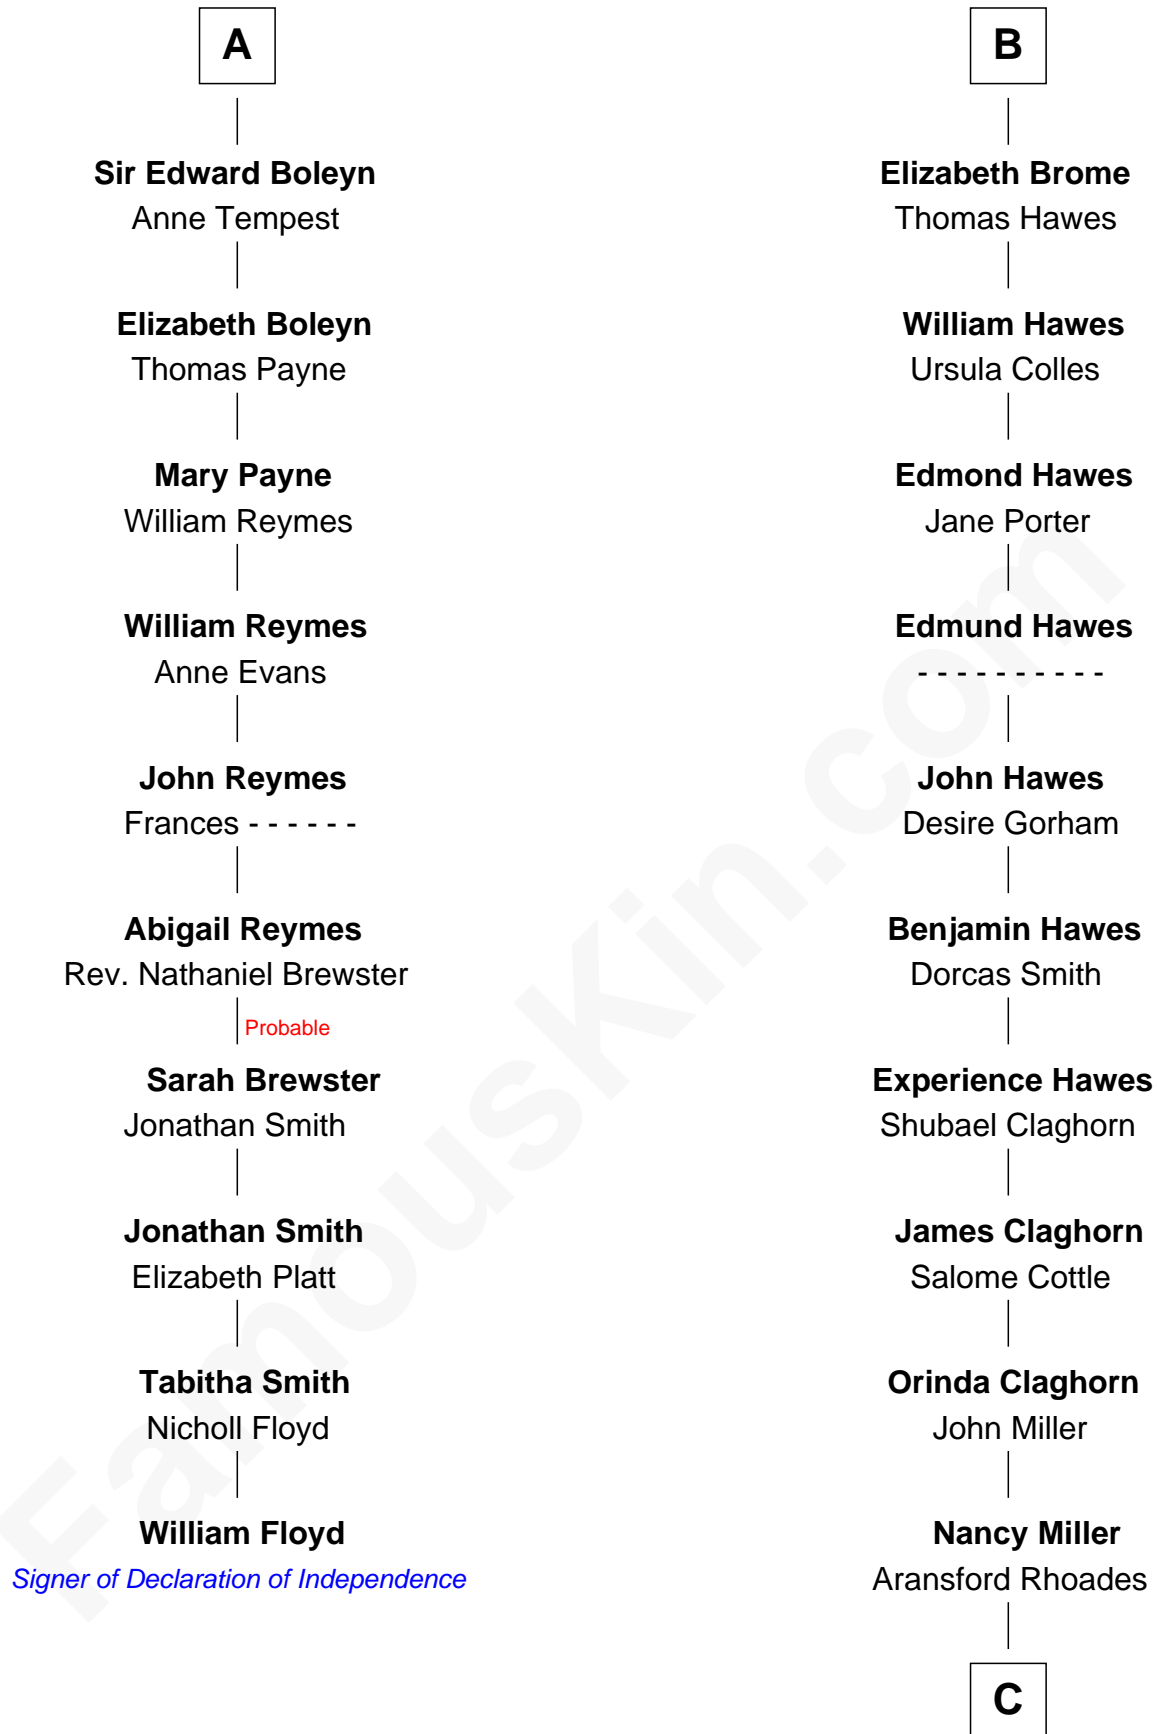 A
Sir Edward Boleyn
Anne Tempest
Elizabeth Boleyn
Thomas Payne
Mary Payne
William Reymes
William Reymes
Anne Evans
John Reymes
Frances - - - - - -
Abigail Reymes
Rev. Nathaniel Brewster
Probable
Sarah Brewster
Jonathan Smith
Jonathan Smith
Elizabeth Platt
Tabitha Smith
Nicholl Floyd
William Floyd
Signer of Declaration of Independence
B
Elizabeth Brome
Thomas Hawes
William Hawes
Ursula Colles
Edmond Hawes
Jane Porter
Edmund Hawes
- - - - - - - - - -
John Hawes
Desire Gorham
Benjamin Hawes
Dorcas Smith
Experience Hawes
Shubael Claghorn
James Claghorn
Salome Cottle
Orinda Claghorn
John Miller
Nancy Miller
Aransford Rhoades
C
FamousKin.com